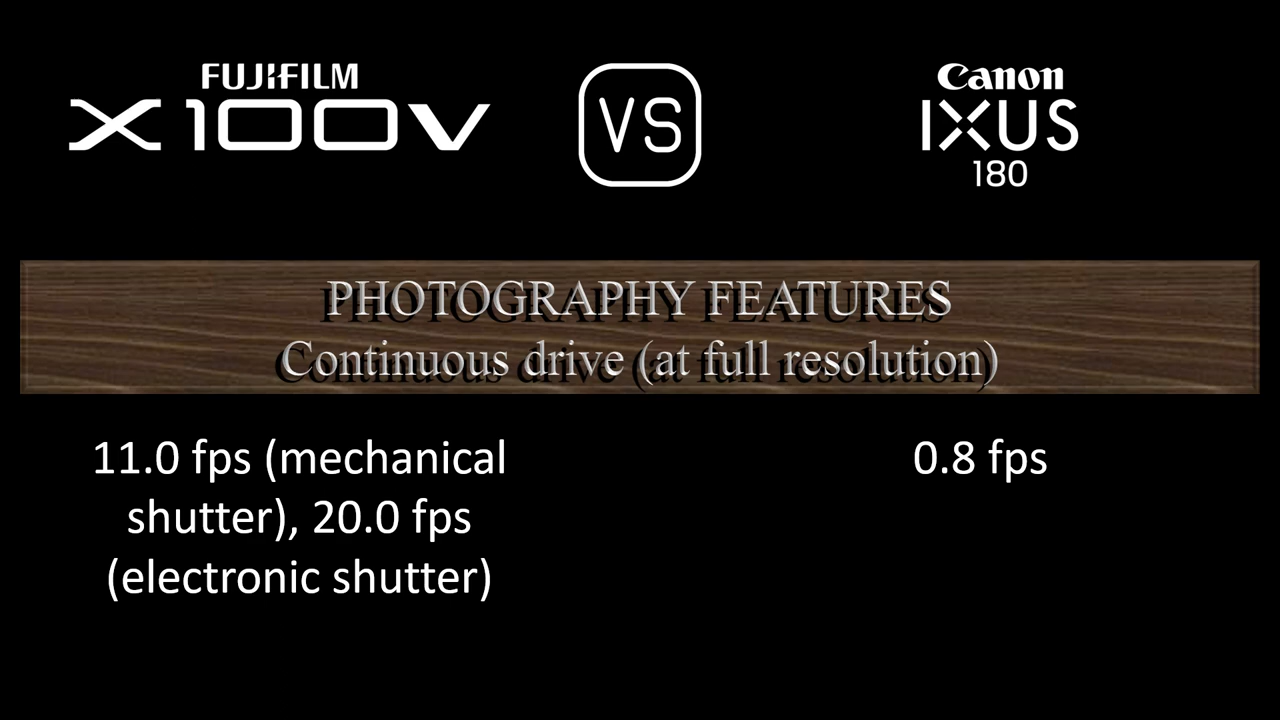 FUJIFILM
X100V
VS
Canon
IXUS
180
PHOTOGRAPHY FEATURES
Continuous drive (at full resolution)
11.0 fps (mechanical
shutter), 20.0 fps
(electronic shutter)
0.8 fps